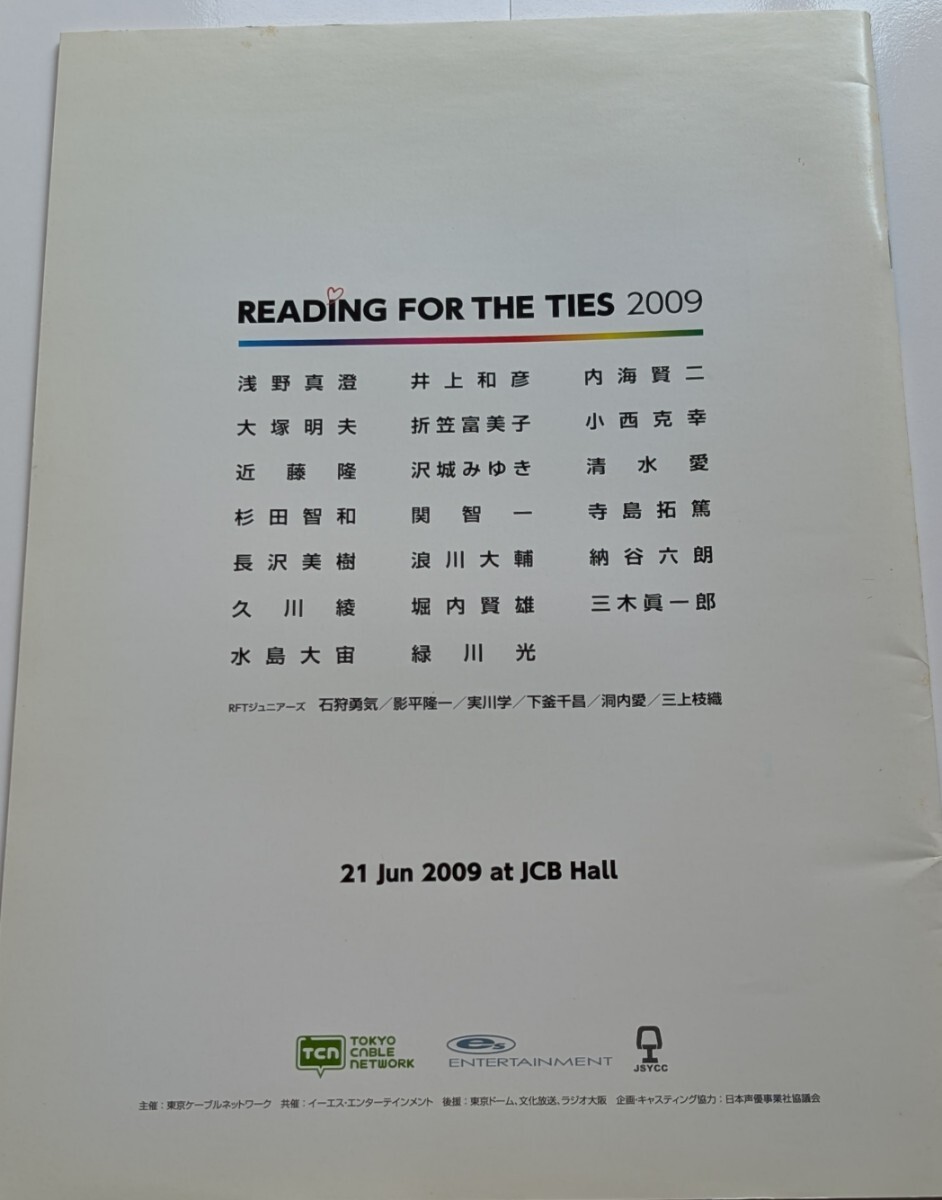 READiNG FOR THE TIES 2009
浅野真澄 井上和彦 内海賢二
大塚明夫 折笠富美子 小西克幸
近藤隆 沢城みゆき 清水愛
杉田智和 関智一 寺島拓篤
長沢美樹 浪川大輔 納谷六朗
久川綾 堀内賢雄 三木眞一郎
水島大宙 緑川光
RFTジュニアーズ 石狩勇気／影平隆一／実川学／下釜千昌／洞内愛／三上枝織
21 Jun 2009 at JCB Hall
TCN TOKYO CABLE NETWORK
es ENTERTAINMENT
JSYCC
主催：東京ケーブルネットワーク 共催：イーエス・エンターテインメント 後援：東京ドーム、文化放送、ラジオ大阪 企画・キャスティング協力：日本声優事業社協議会